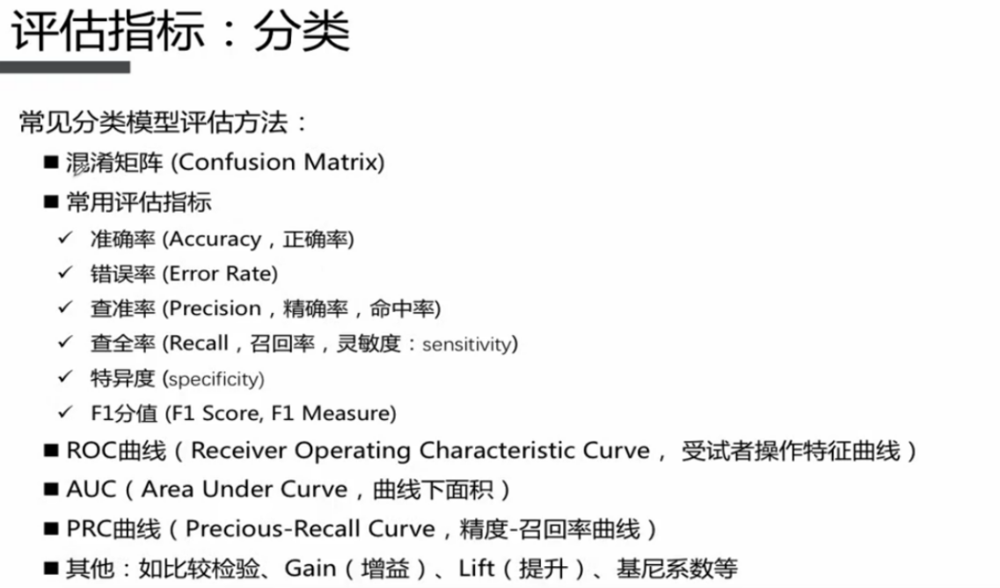 评估指标：分类
常见分类模型评估方法：
■ 混淆矩阵 (Confusion Matrix)
■ 常用评估指标
✓ 准确率 (Accuracy，正确率)
✓ 错误率 (Error Rate)
✓ 查准率 (Precision，精确率，命中率)
✓ 查全率 (Recall，召回率，灵敏度：sensitivity)
✓ 特异度 (specificity)
✓ F1分值 (F1 Score, F1 Measure)
■ ROC曲线（Receiver Operating Characteristic Curve， 受试者操作特征曲线）
■ AUC（Area Under Curve，曲线下面积）
■ PRC曲线（Precious-Recall Curve，精度-召回率曲线）
■ 其他：如比较检验、Gain（增益）、Lift（提升）、基尼系数等